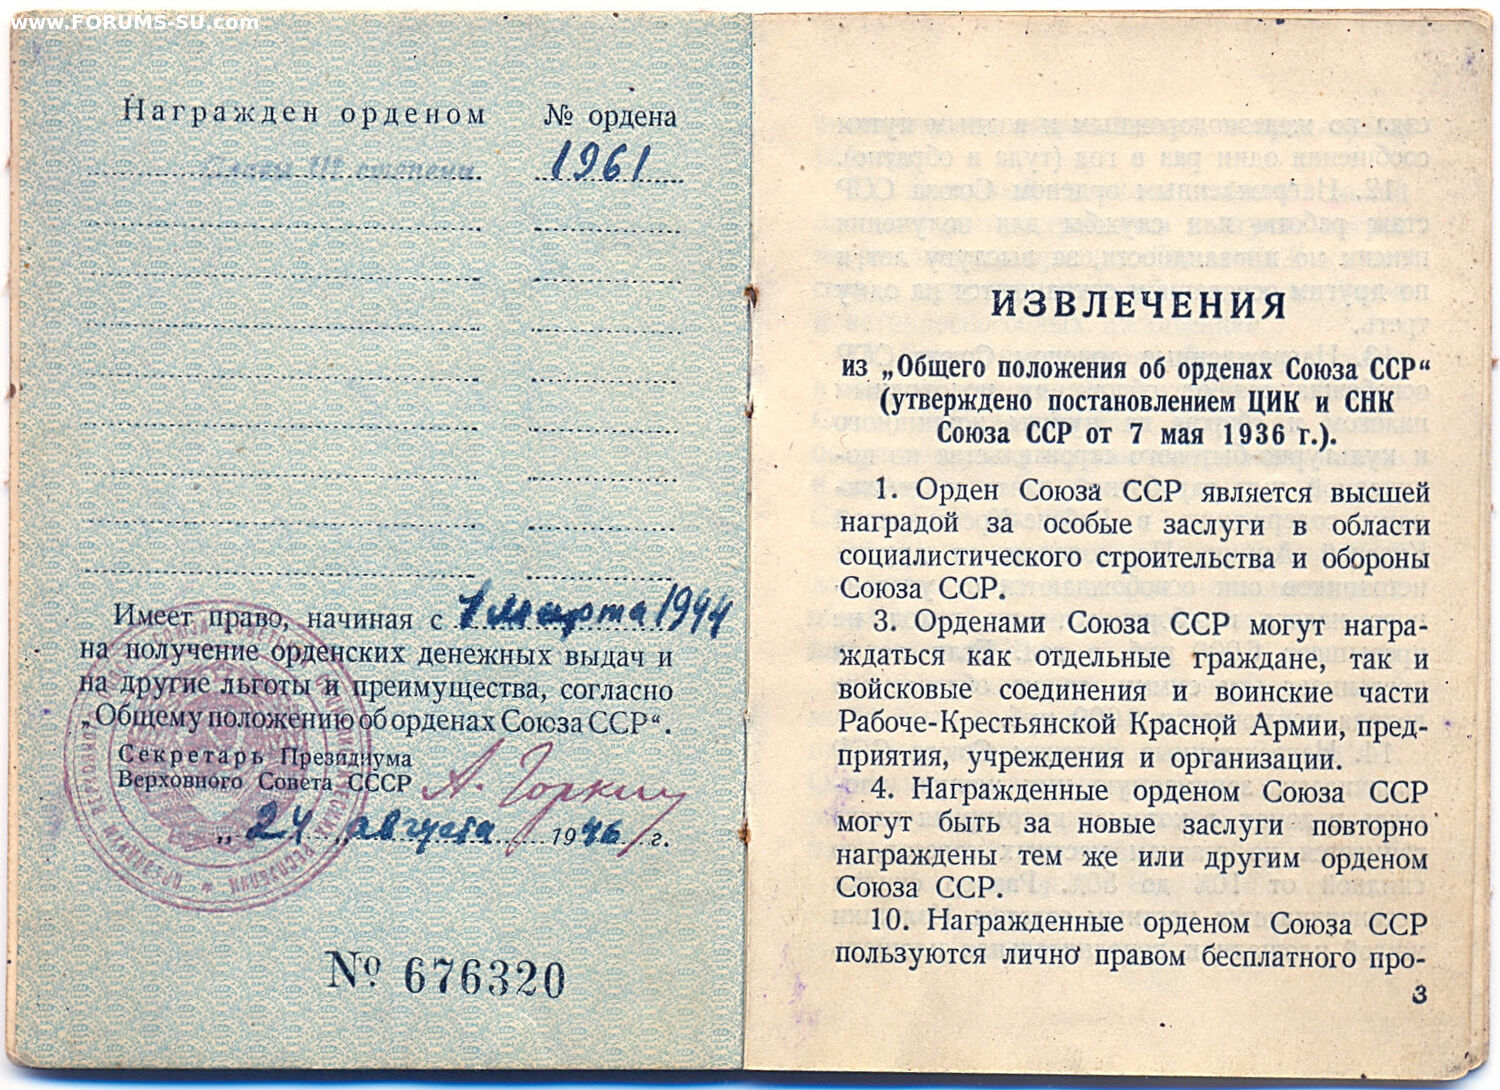 www.FORUMS-SU.com
Награжден орденом № ордена
Славы III степени. 1961
Имеет право, начиная с 1 марта 1944
на получение орденских денежных выдач и
на другие льготы и преимущества, согласно
„Общему положению об орденах Союза ССР“.
Секретарь Президиума
Верховного Совета СССР А. Горкин
„ 24 „ августа 1946 г.
№ 676320
ИЗВЛЕЧЕНИЯ
из „Общего положения об орденах Союза ССР“
(утверждено постановлением ЦИК и СНК
Союза ССР от 7 мая 1936 г.).
1. Орден Союза ССР является высшей
наградой за особые заслуги в области
социалистического строительства и обороны
Союза ССР.
3. Орденами Союза ССР могут награ-
ждаться как отдельные граждане, так и
войсковые соединения и воинские части
Рабоче-Крестьянской Красной Армии, пред-
приятия, учреждения и организации.
4. Награжденные орденом Союза ССР
могут быть за новые заслуги повторно
награждены тем же или другим орденом
Союза ССР.
10. Награжденные орденом Союза ССР
пользуются лично правом бесплатного про-
3